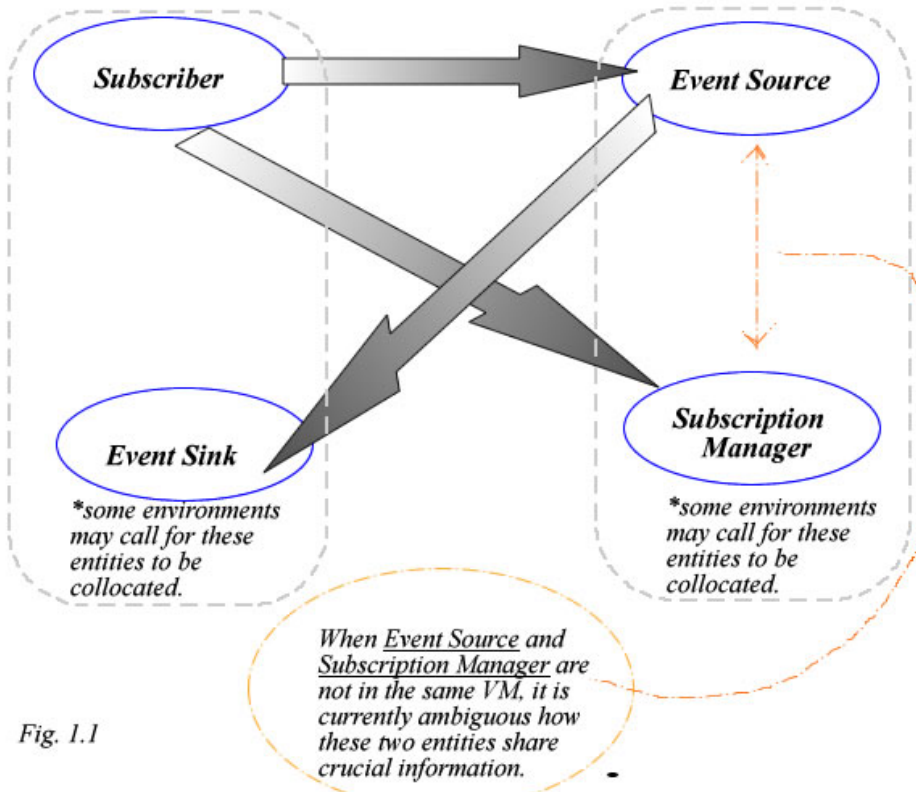 Subscriber
Event Source
Event Sink
*some environments
may call for these
entities to be
collocated.
Subscription
Manager
*some environments
may call for these
entities to be
collocated.
When Event Source and
Subscription Manager are
not in the same VM, it is
currently ambiguous how
these two entities share
crucial information.
Fig. 1.1